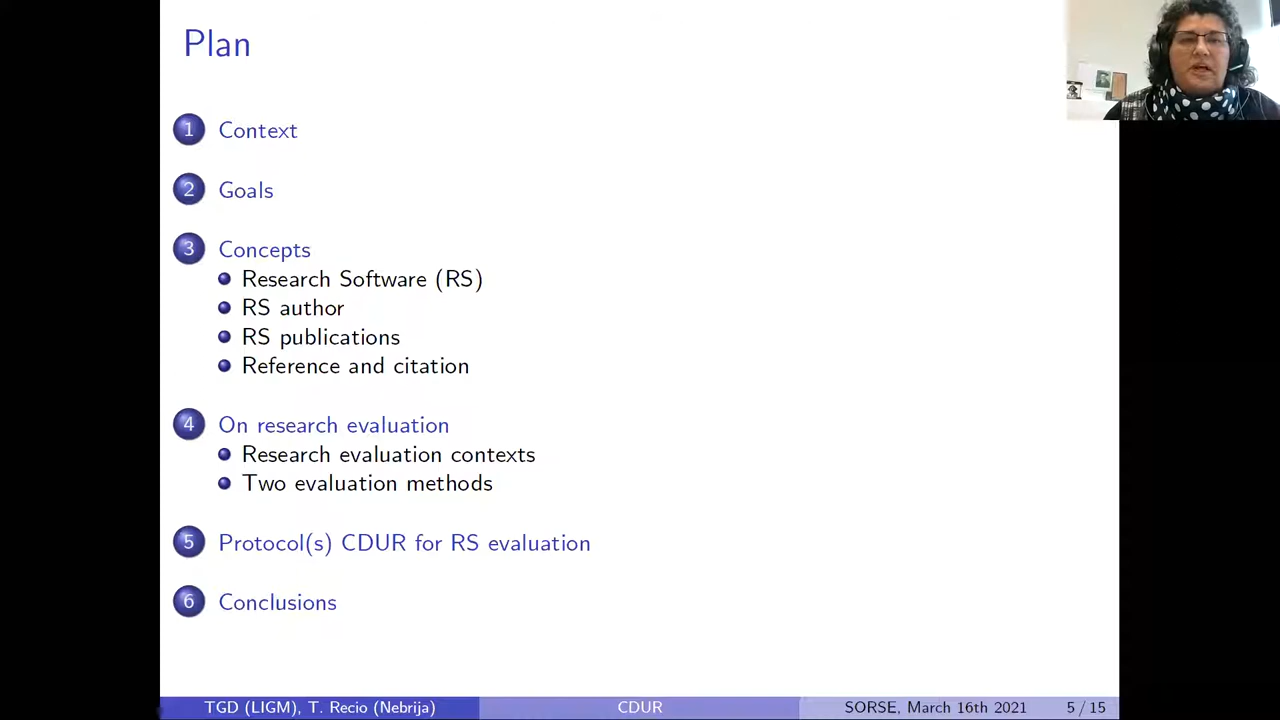 Plan
1 Context
2 Goals
3 Concepts
Research Software (RS)
RS author
RS publications
Reference and citation
4 On research evaluation
Research evaluation contexts
Two evaluation methods
5 Protocol(s) CDUR for RS evaluation
6 Conclusions
TGD (LIGM), T. Recio (Nebrija) CDUR SORSE, March 16th 2021 5 / 15